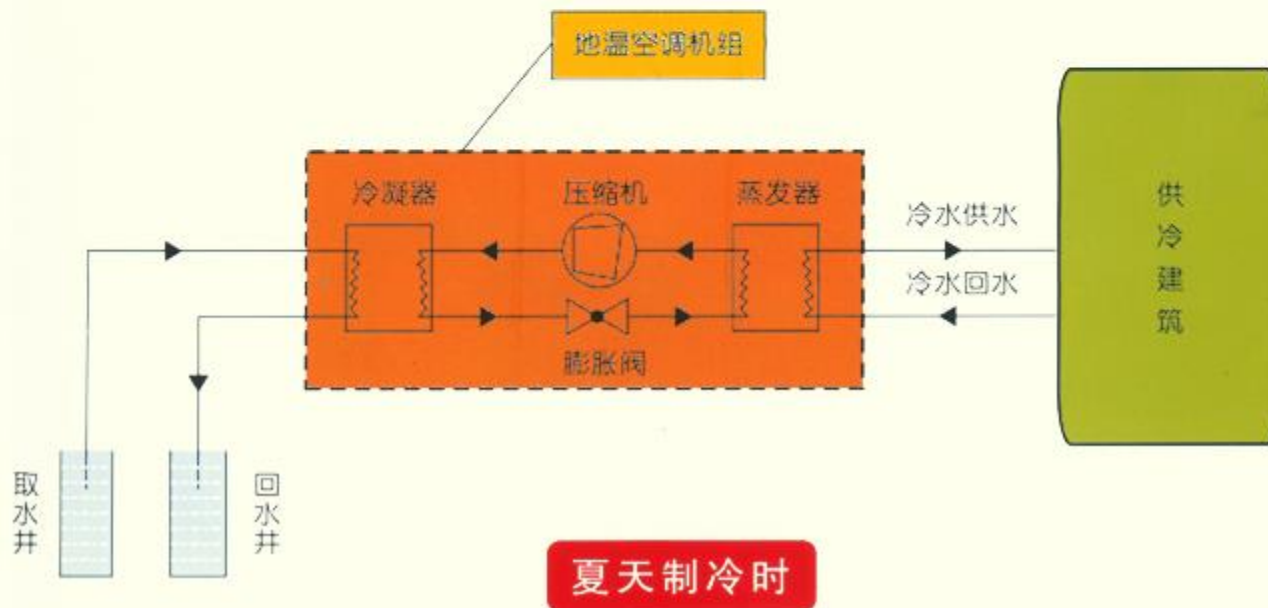 地温空调机组
冷凝器
压缩机
蒸发器
膨胀阀
冷水供水
冷水回水
供冷建筑
取水井
回水井
夏天制冷时